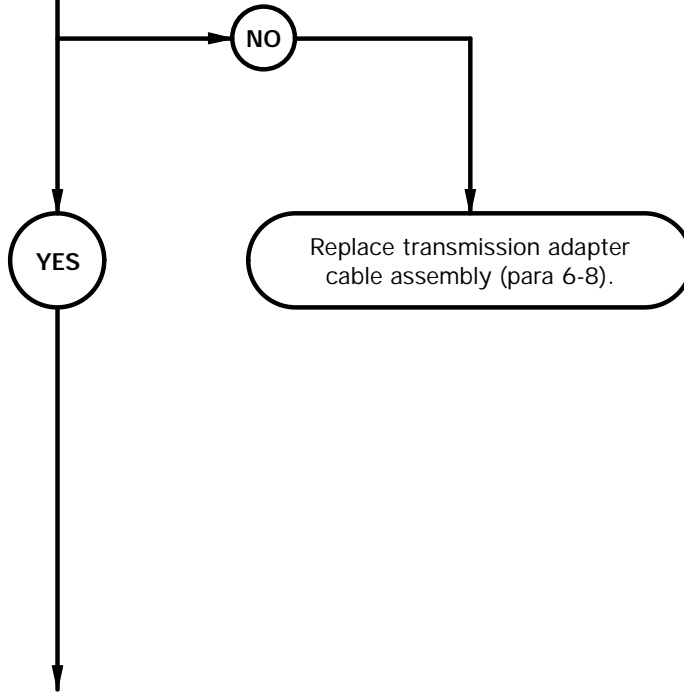 NO
YES
Replace transmission adapter
cable assembly (para 6-8).